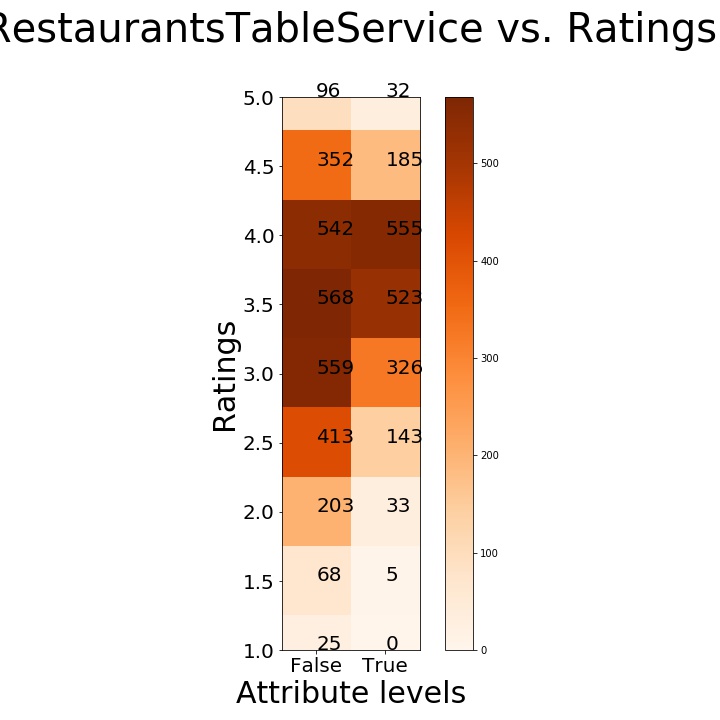 RestaurantsTableService vs. Ratings
5.0 96 32
4.5 352 185 500
4.0 542 555 400
3.5 568 523 300
3.0 559 326 200
2.5 413 143
2.0 203 33 100
1.5 68 5
1.0 25 0 0
False True
Ratings
Attribute levels